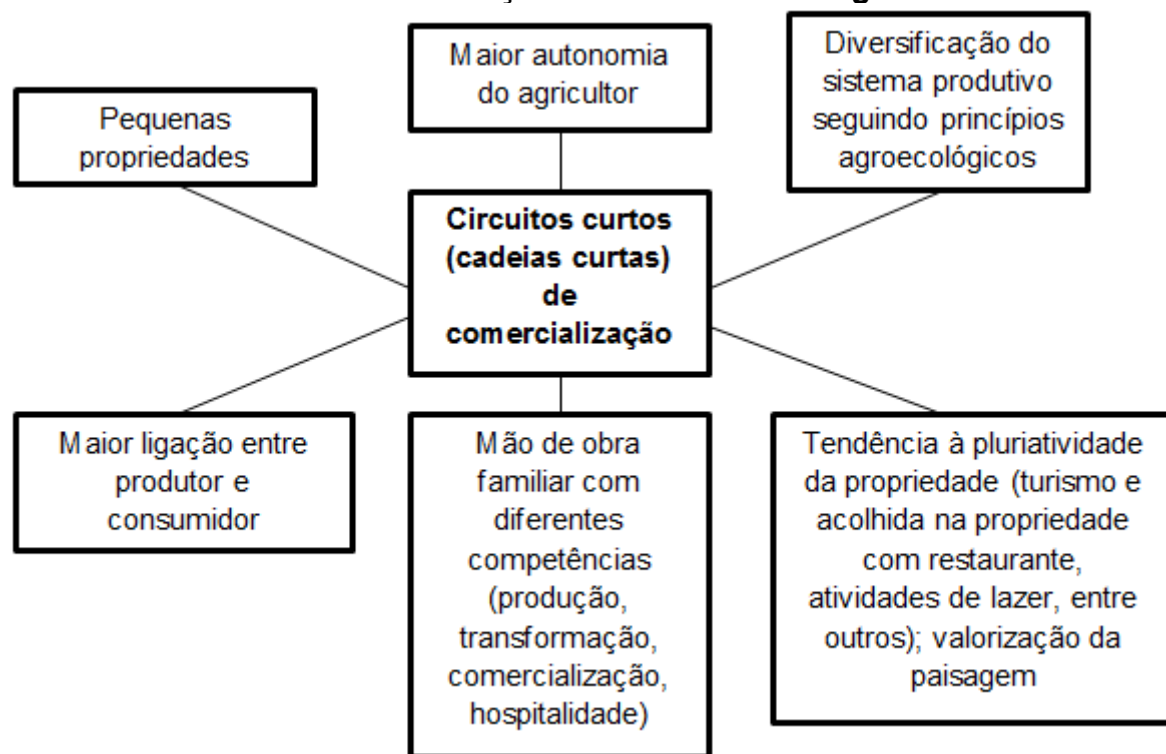 Maior autonomia
do agricultor
Diversificação do
sistema produtivo
seguindo princípios
agroecológicos
Pequenas
propriedades
Circuitos curtos
(cadeias curtas)
de
comercialização
Maior ligação entre
produtor e
consumidor
Mão de obra
familiar com
diferentes
competências
(produção,
transformação,
comercialização,
hospitalidade)
Tendência à pluriatividade
da propriedade (turismo e
acolhida na propriedade
com restaurante,
atividades de lazer, entre
outros); valorização da
paisagem